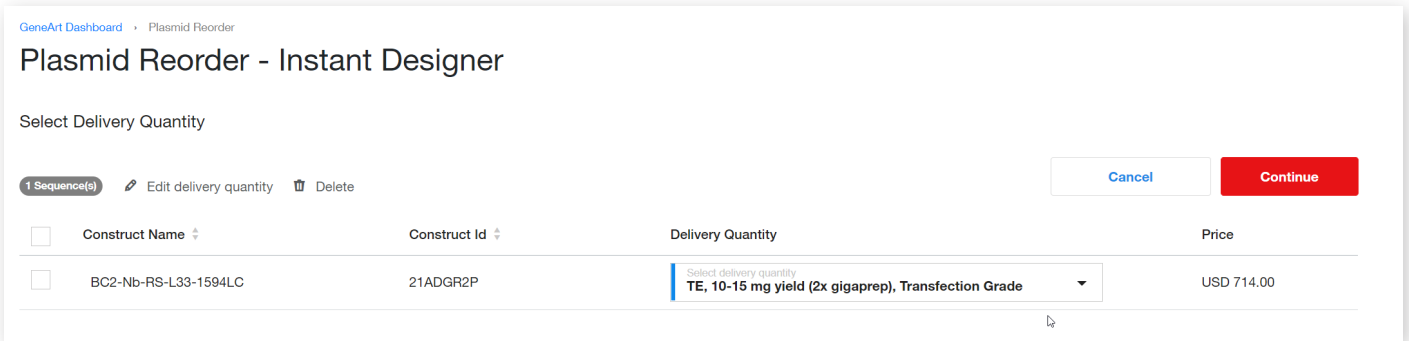 GeneArt Dashboard › Plasmid Reorder
Plasmid Reorder - Instant Designer
Select Delivery Quantity
1 Sequence(s) Edit delivery quantity Delete Cancel Continue
Construct Name Construct Id Delivery Quantity Price
Select delivery quantity
BC2-Nb-RS-L33-1594LC 21ADGR2P TE, 10-15 mg yield (2x gigaprep), Transfection Grade USD 714.00